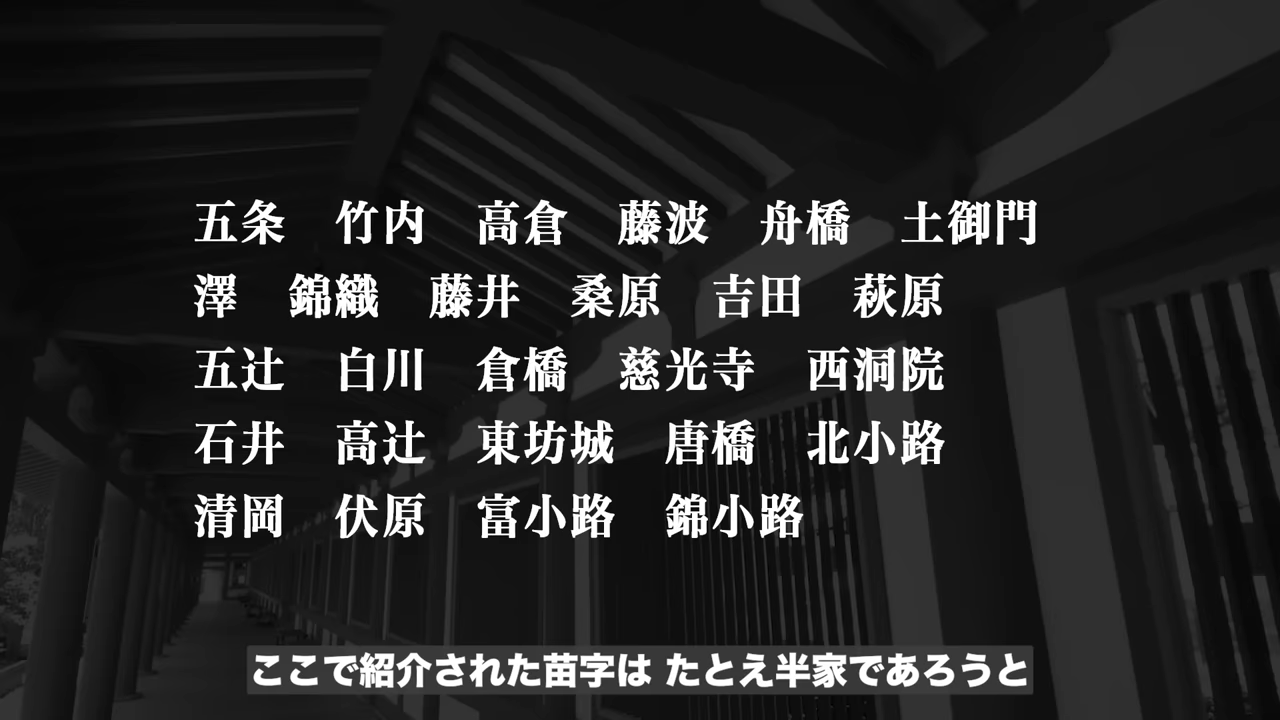 五条　竹内　高倉　藤波　舟橋　土御門
澤　錦織　藤井　桑原　吉田　萩原
五辻　白川　倉橋　慈光寺　西洞院
石井　高辻　東坊城　唐橋　北小路
清岡　伏原　富小路　錦小路
ここで紹介された苗字は たとえ半家であろうと